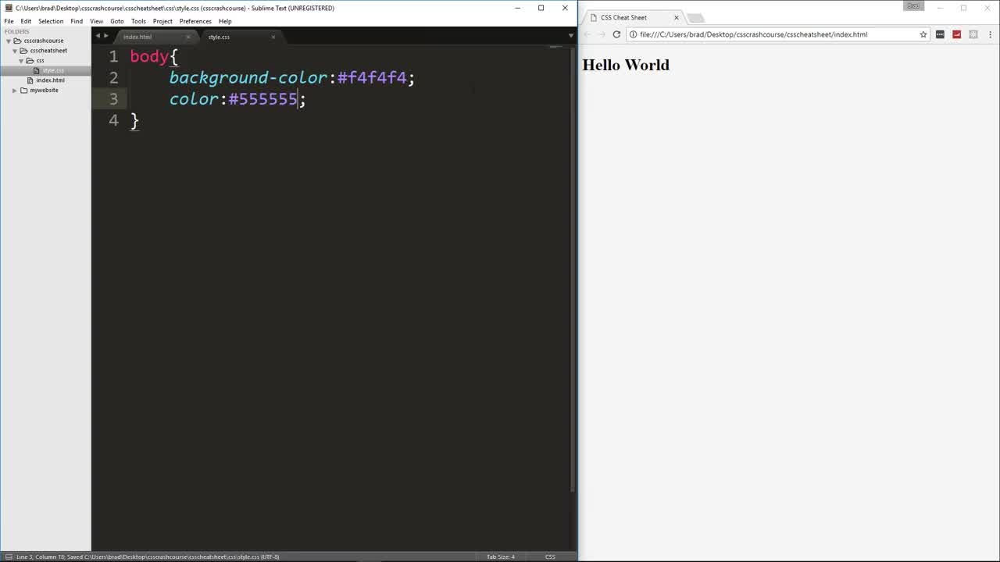 C:\Users\brad\Desktop\csscrashcourse\csscheatsheet\css\style.css (csscrashcourse) - Sublime Text (UNREGISTERED)
File Edit Selection Find View Goto Tools Project Preferences Help
FOLDERS
csscrashcourse
csscheatsheet
css
style.css
index.html
mywebsite
index.html
style.css
1 body{
2 background-color:#f4f4f4;
3 color:#555555;
4 }
Line 3, Column 18; Saved C:\Users\brad\Desktop\csscrashcourse\csscheatsheet\css\style.css (UTF-8)
Tab Size: 4
CSS
Brad
CSS Cheat Sheet
file:///C:/Users/brad/Desktop/csscrashcourse/csscheatsheet/index.html
Hello World